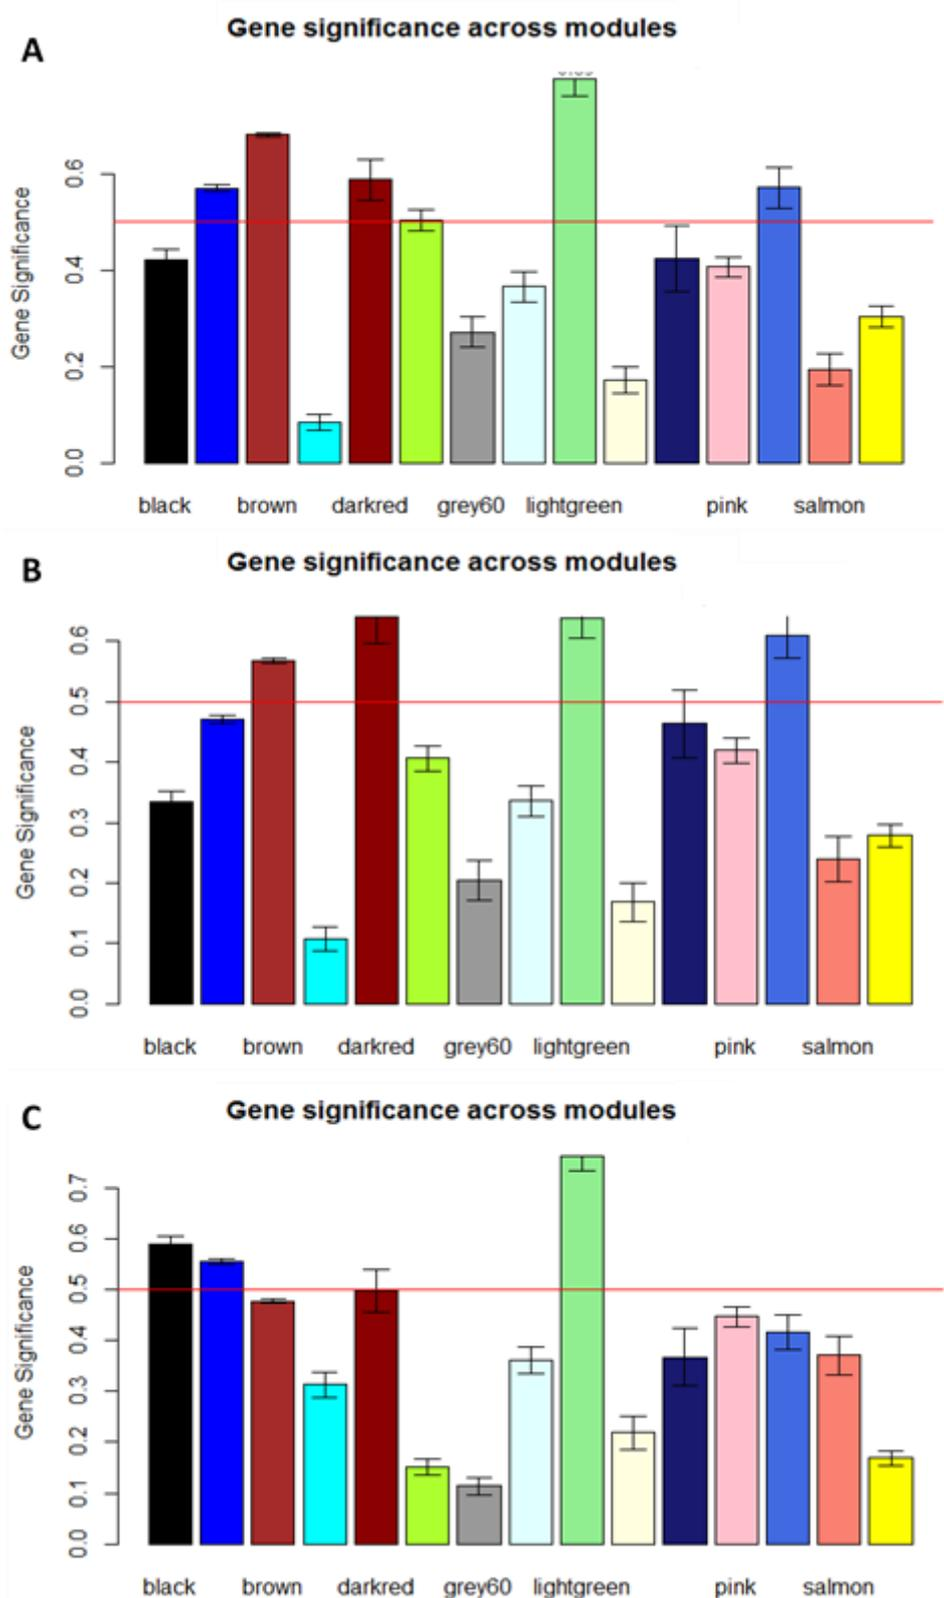 Gene significance across modules
A
0.6
0.4
0.2
0.0
Gene Significance
black brown darkred grey60 lightgreen pink salmon
Gene significance across modules
B
0.6
0.5
0.4
0.3
0.2
0.1
0.0
Gene Significance
black brown darkred grey60 lightgreen pink salmon
Gene significance across modules
C
0.7
0.6
0.5
0.4
0.3
0.2
0.1
0.0
Gene Significance
black brown darkred grey60 lightgreen pink salmon